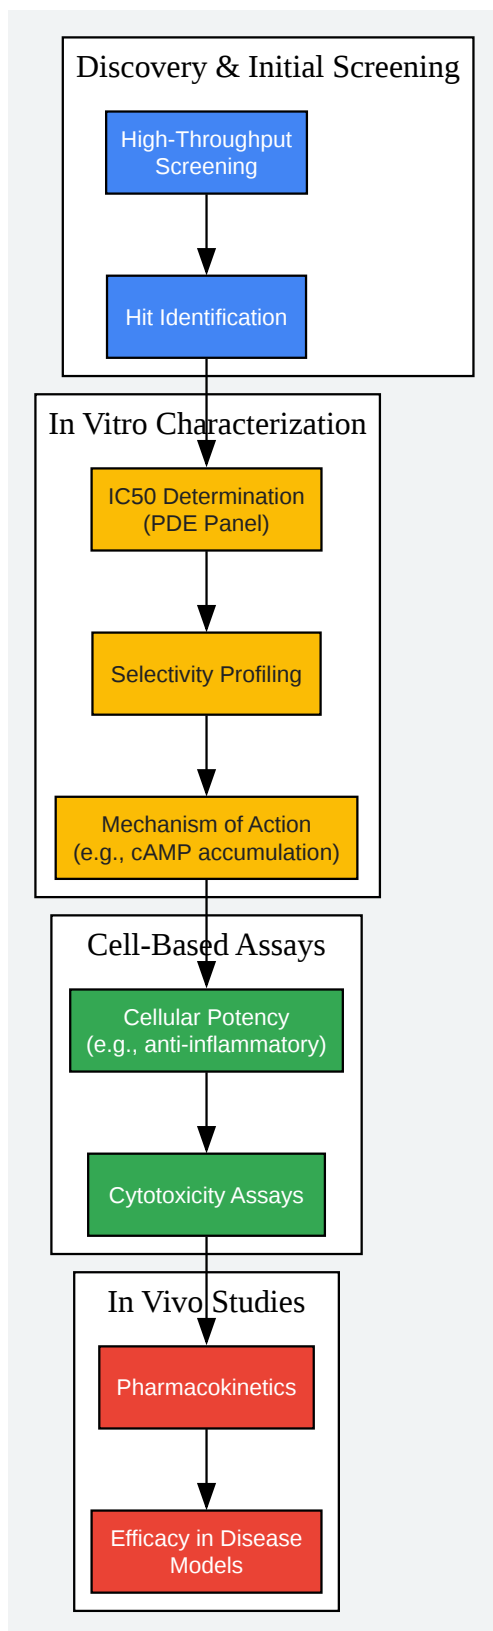 Discovery & Initial Screening
High-Throughput
Screening
Hit Identification
In Vitro Characterization
IC50 Determination
(PDE Panel)
Selectivity Profiling
Mechanism of Action
(e.g., cAMP accumulation)
Cell-Based Assays
Cellular Potency
(e.g., anti-inflammatory)
Cytotoxicity Assays
In Vivo Studies
Pharmacokinetics
Efficacy in Disease
Models